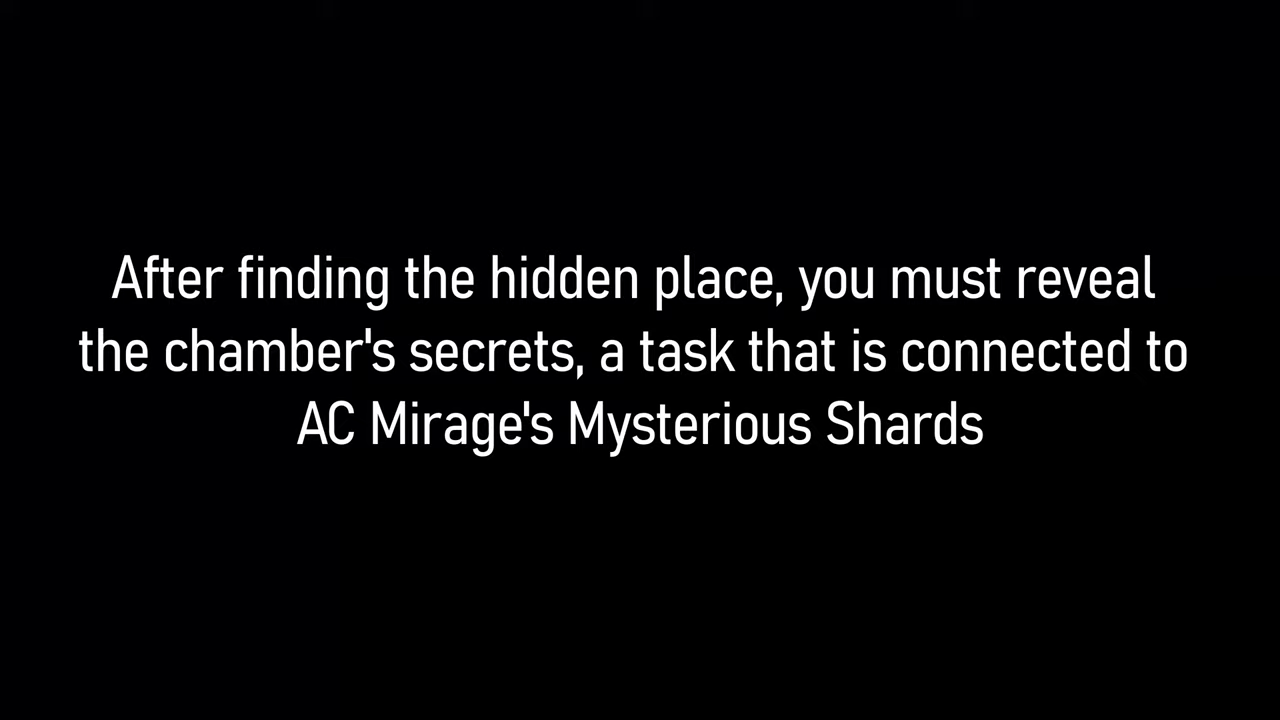 After finding the hidden place, you must reveal
the chamber's secrets, a task that is connected to
AC Mirage's Mysterious Shards